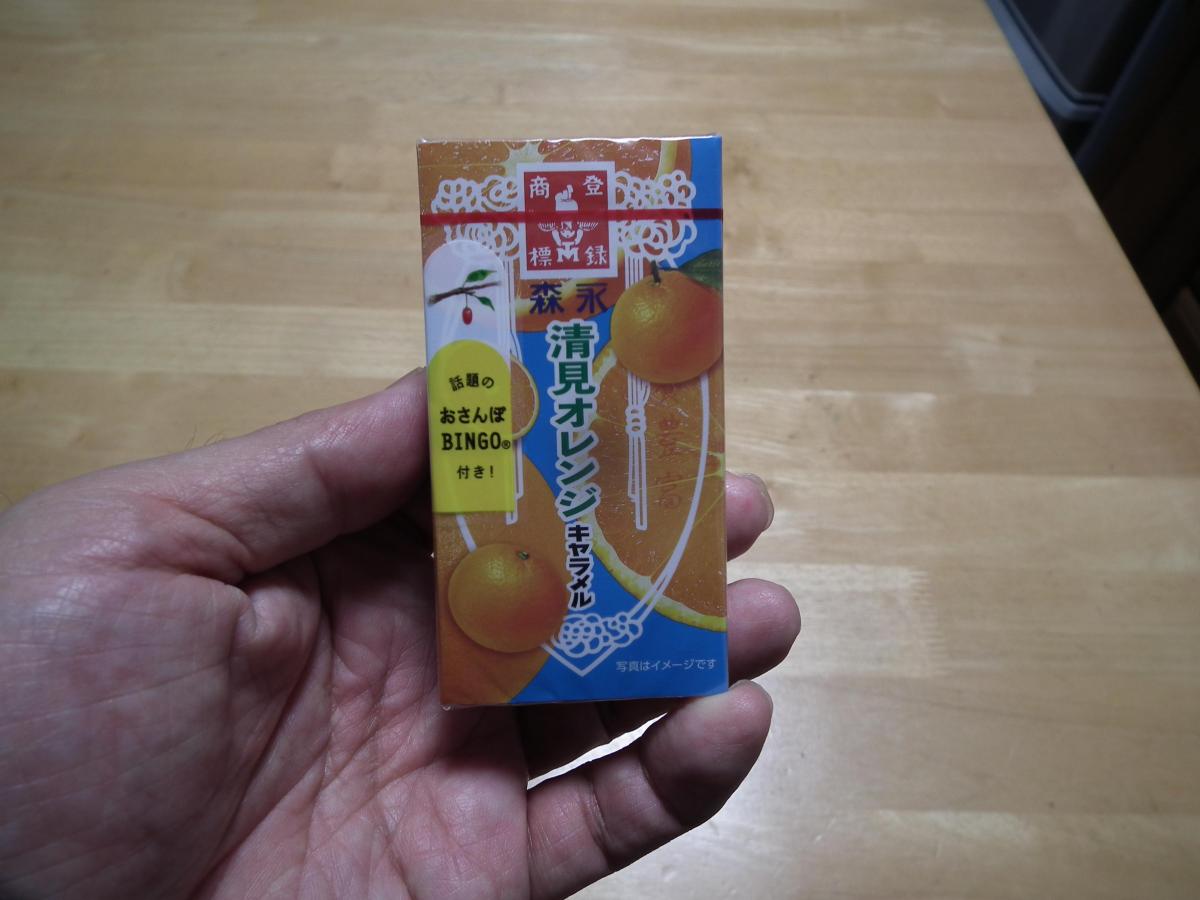 登録
商標
森永
清見オレンジ
キャラメル
話題の
おさんぽ
BINGO®
付き!
写真はイメージです